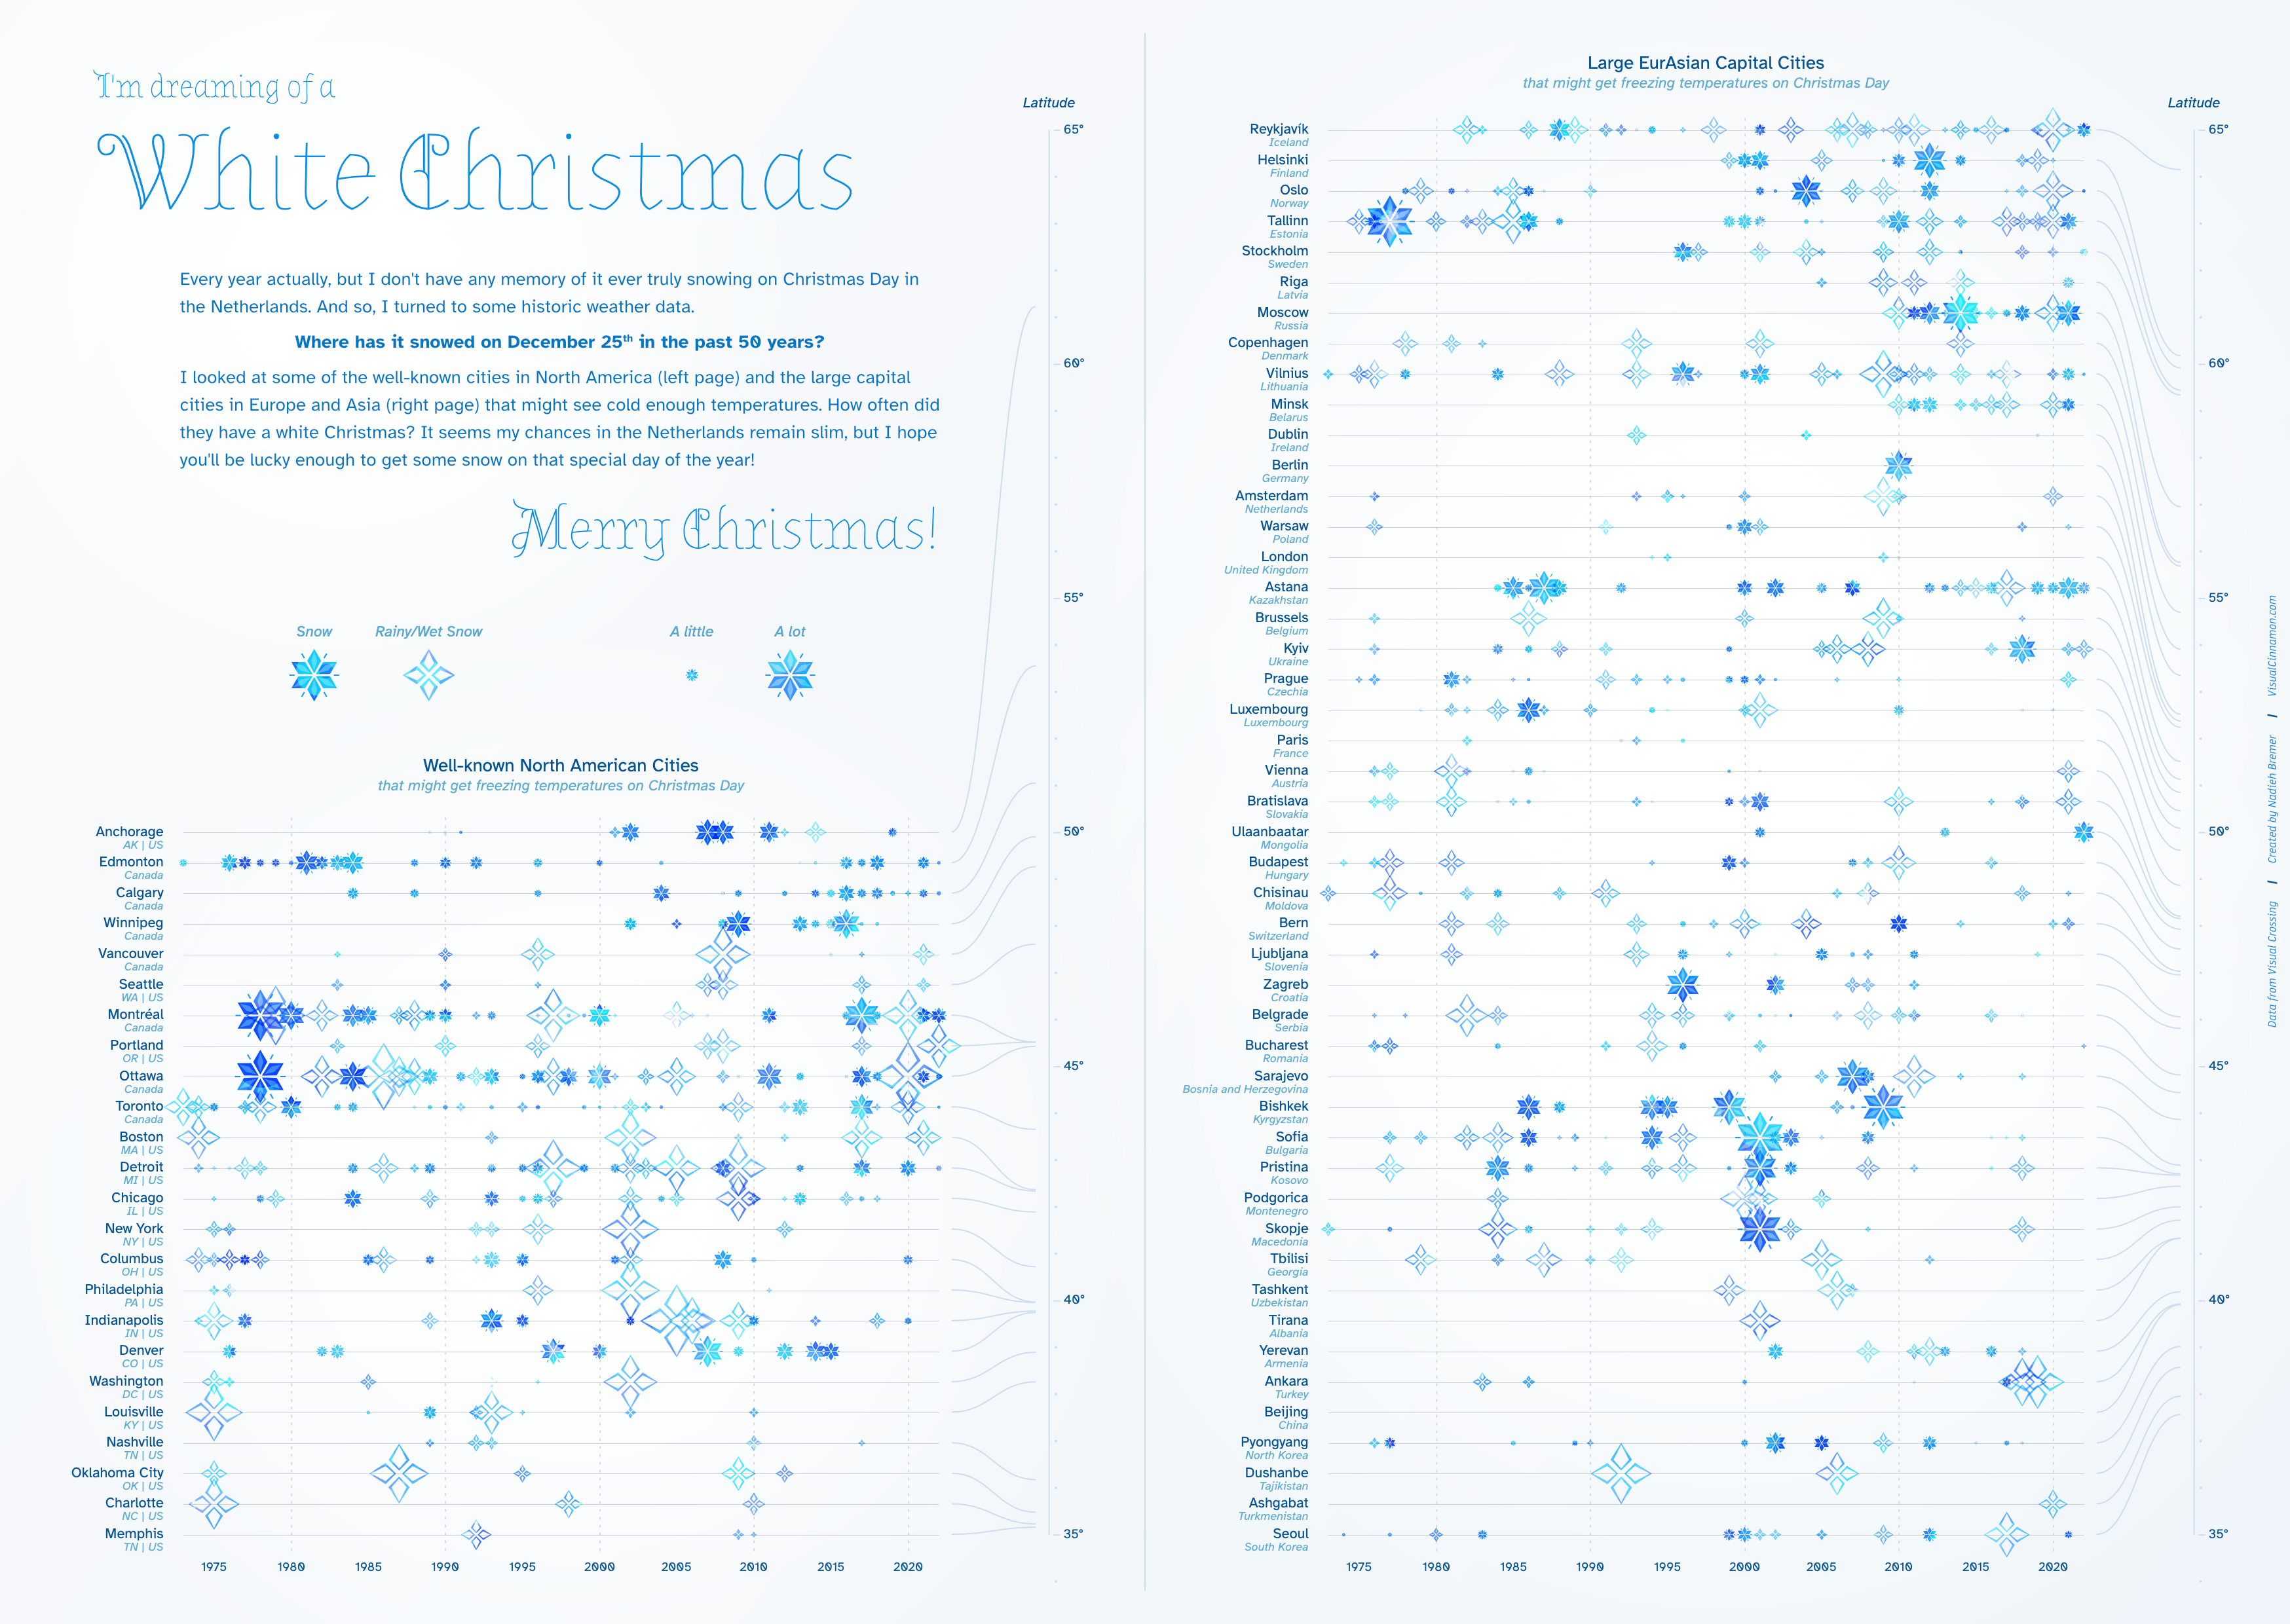 I'm dreaming of a
White Christmas
Every year actually, but I don't have any memory of it ever truly snowing on Christmas Day in
the Netherlands. And so, I turned to some historic weather data.
Where has it snowed on December 25th in the past 50 years?
I looked at some of the well-known cities in North America (left page) and the large capital
cities in Europe and Asia (right page) that might see cold enough temperatures. How often did
they have a white Christmas? It seems my chances in the Netherlands remain slim, but I hope
you'll be lucky enough to get some snow on that special day of the year!
Merry Christmas!
Snow Rainy/Wet Snow A little A lot
Well-known North American Cities
that might get freezing temperatures on Christmas Day
Anchorage
AK | US
Edmonton
Canada
Calgary
Canada
Winnipeg
Canada
Vancouver
Canada
Seattle
WA | US
Montréal
Canada
Portland
OR | US
Ottawa
Canada
Toronto
Canada
Boston
MA | US
Detroit
MI | US
Chicago
IL | US
New York
NY | US
Columbus
OH | US
Philadelphia
PA | US
Indianapolis
IN | US
Denver
CO | US
Washington
DC | US
Louisville
KY | US
Nashville
TN | US
Oklahoma City
OK | US
Charlotte
NC | US
Memphis
TN | US
1975 1980 1985 1990 1995 2000 2005 2010 2015 2020
Latitude
65°
60°
55°
50°
45°
40°
35°
Large EurAsian Capital Cities
that might get freezing temperatures on Christmas Day
Reykjavík
Iceland
Helsinki
Finland
Oslo
Norway
Tallinn
Estonia
Stockholm
Sweden
Riga
Latvia
Moscow
Russia
Copenhagen
Denmark
Vilnius
Lithuania
Minsk
Belarus
Dublin
Ireland
Berlin
Germany
Amsterdam
Netherlands
Warsaw
Poland
London
United Kingdom
Astana
Kazakhstan
Brussels
Belgium
Kyiv
Ukraine
Prague
Czechia
Luxembourg
Luxembourg
Paris
France
Vienna
Austria
Bratislava
Slovakia
Ulaanbaatar
Mongolia
Budapest
Hungary
Chisinau
Moldova
Bern
Switzerland
Ljubljana
Slovenia
Zagreb
Croatia
Belgrade
Serbia
Bucharest
Romania
Sarajevo
Bosnia and Herzegovina
Bishkek
Kyrgyzstan
Sofia
Bulgaria
Pristina
Kosovo
Podgorica
Montenegro
Skopje
Macedonia
Tbilisi
Georgia
Tashkent
Uzbekistan
Tirana
Albania
Yerevan
Armenia
Ankara
Turkey
Beijing
China
Pyongyang
North Korea
Dushanbe
Tajikistan
Ashgabat
Turkmenistan
Seoul
South Korea
1975 1980 1985 1990 1995 2000 2005 2010 2015 2020
Latitude
65°
60°
55°
50°
45°
40°
35°
Data from Visual Crossing | Created by Nadieh Bremer | VisualCinnamon.com